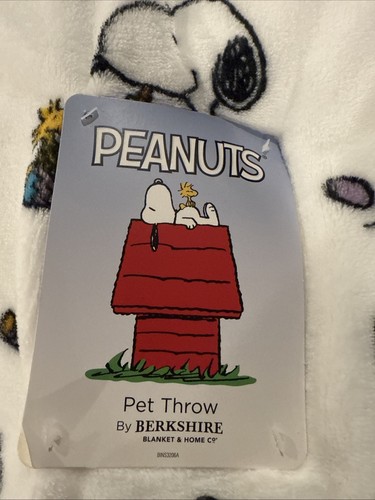 PEANUTS
Pet Throw
By BERKSHIRE
BLANKET & HOME Cº